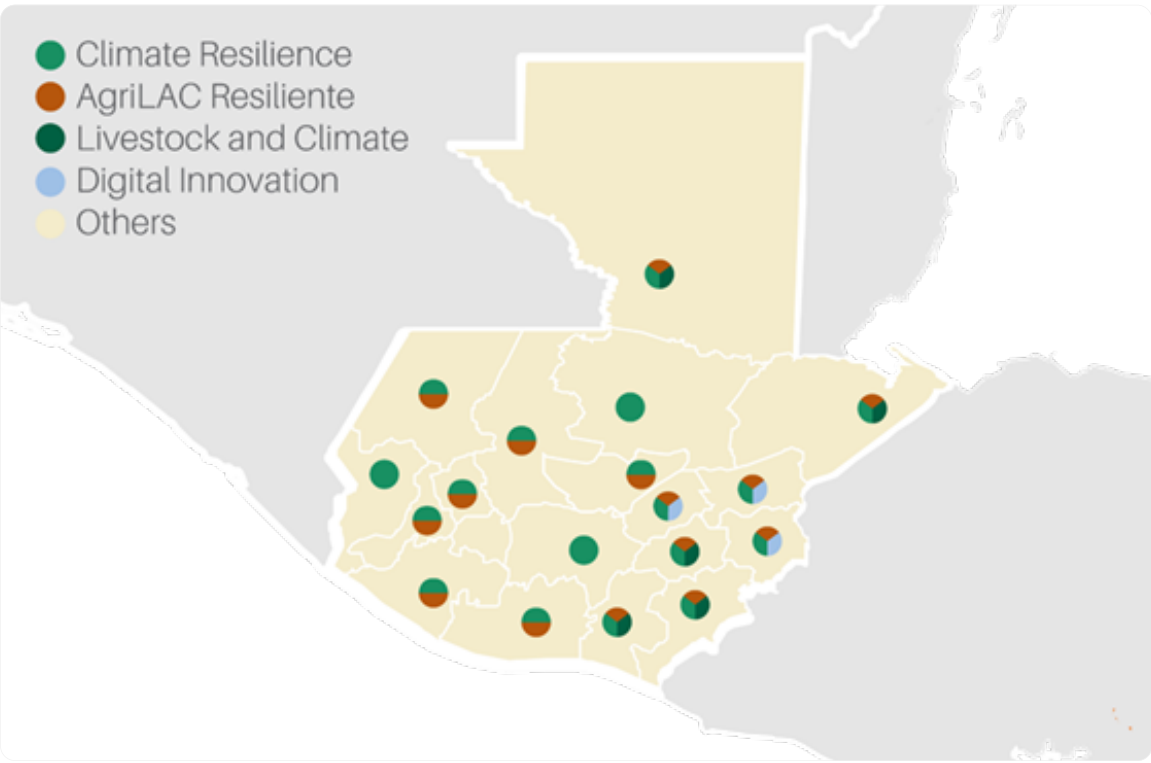 Climate Resilience
AgriLAC Resiliente
Livestock and Climate
Digital Innovation
Others